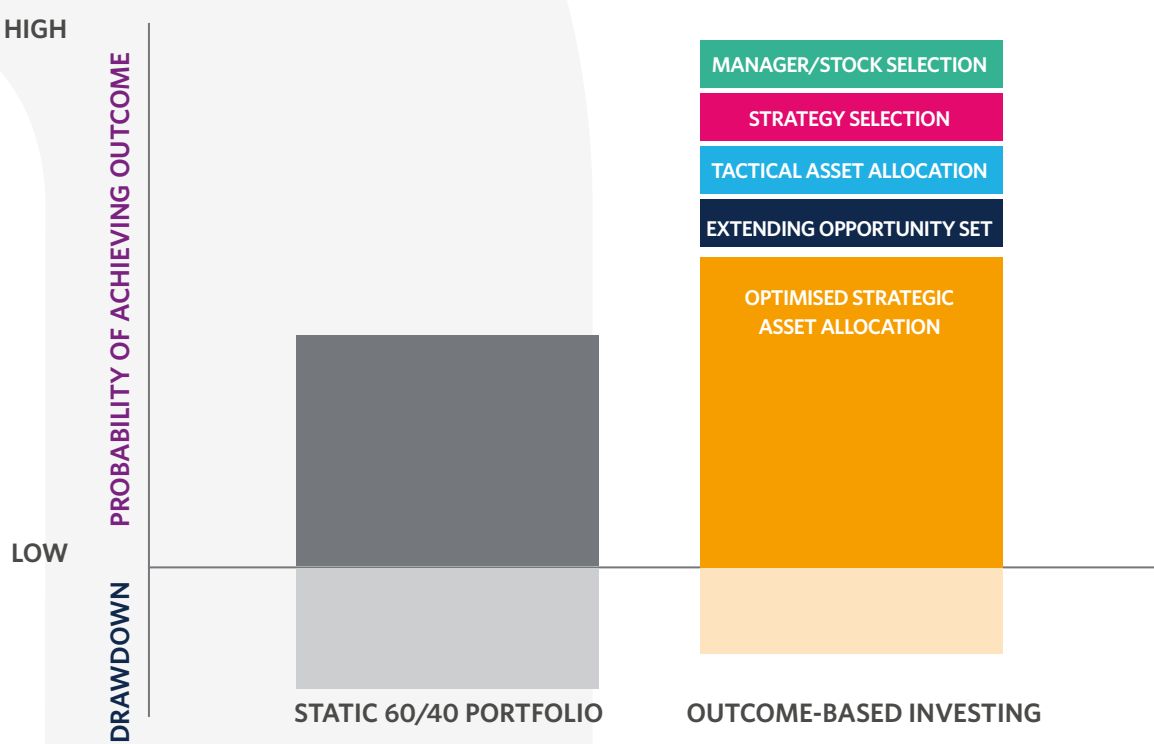 HIGH
PROBABILITY OF ACHIEVING OUTCOME
LOW
DRAWDOWN
MANAGER/STOCK SELECTION
STRATEGY SELECTION
TACTICAL ASSET ALLOCATION
EXTENDING OPPORTUNITY SET
OPTIMISED STRATEGIC
ASSET ALLOCATION
STATIC 60/40 PORTFOLIO
OUTCOME-BASED INVESTING